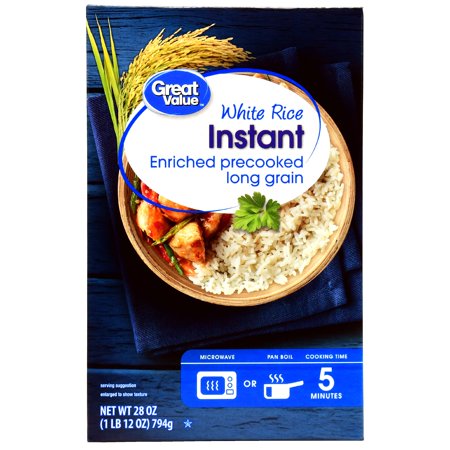 Great
Value™
White Rice
Instant
Enriched precooked
long grain
MICROWAVE
OR
PAN BOIL
COOKING TIME
5
MINUTES
serving suggestion
enlarged to show texture
NET WT 28 OZ
(1 LB 12 OZ) 794g